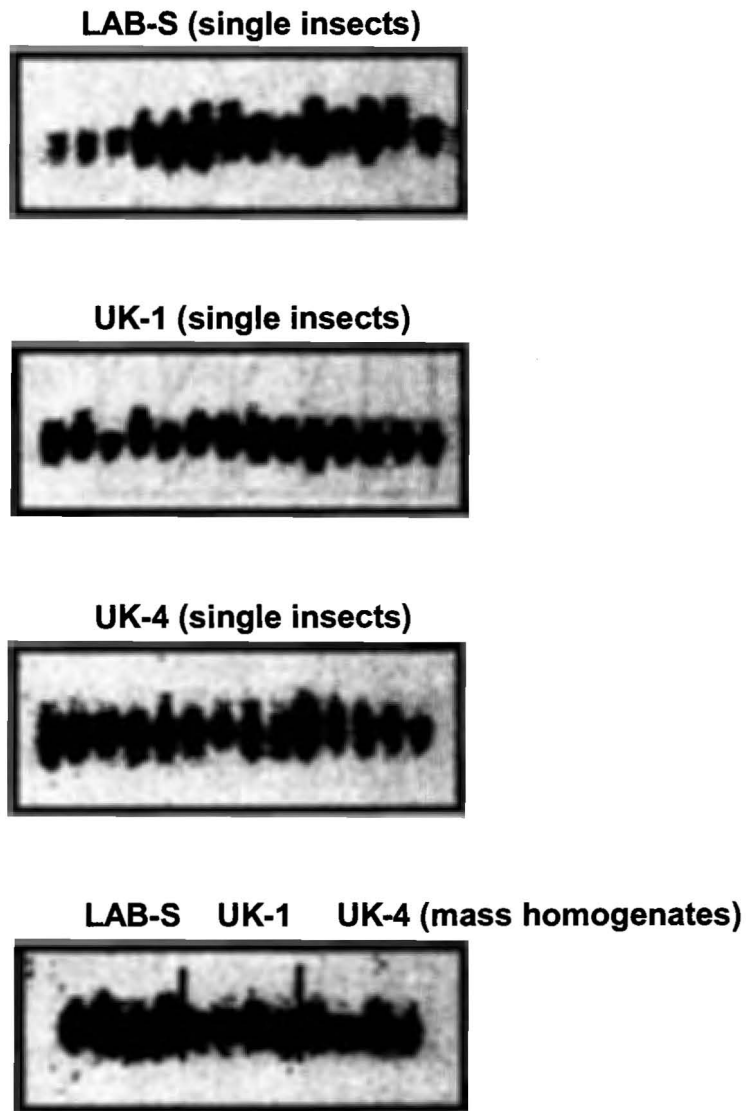 LAB-S (single insects)
UK-1 (single insects)
UK-4 (single insects)
LAB-S UK-1 UK-4 (mass homogenates)